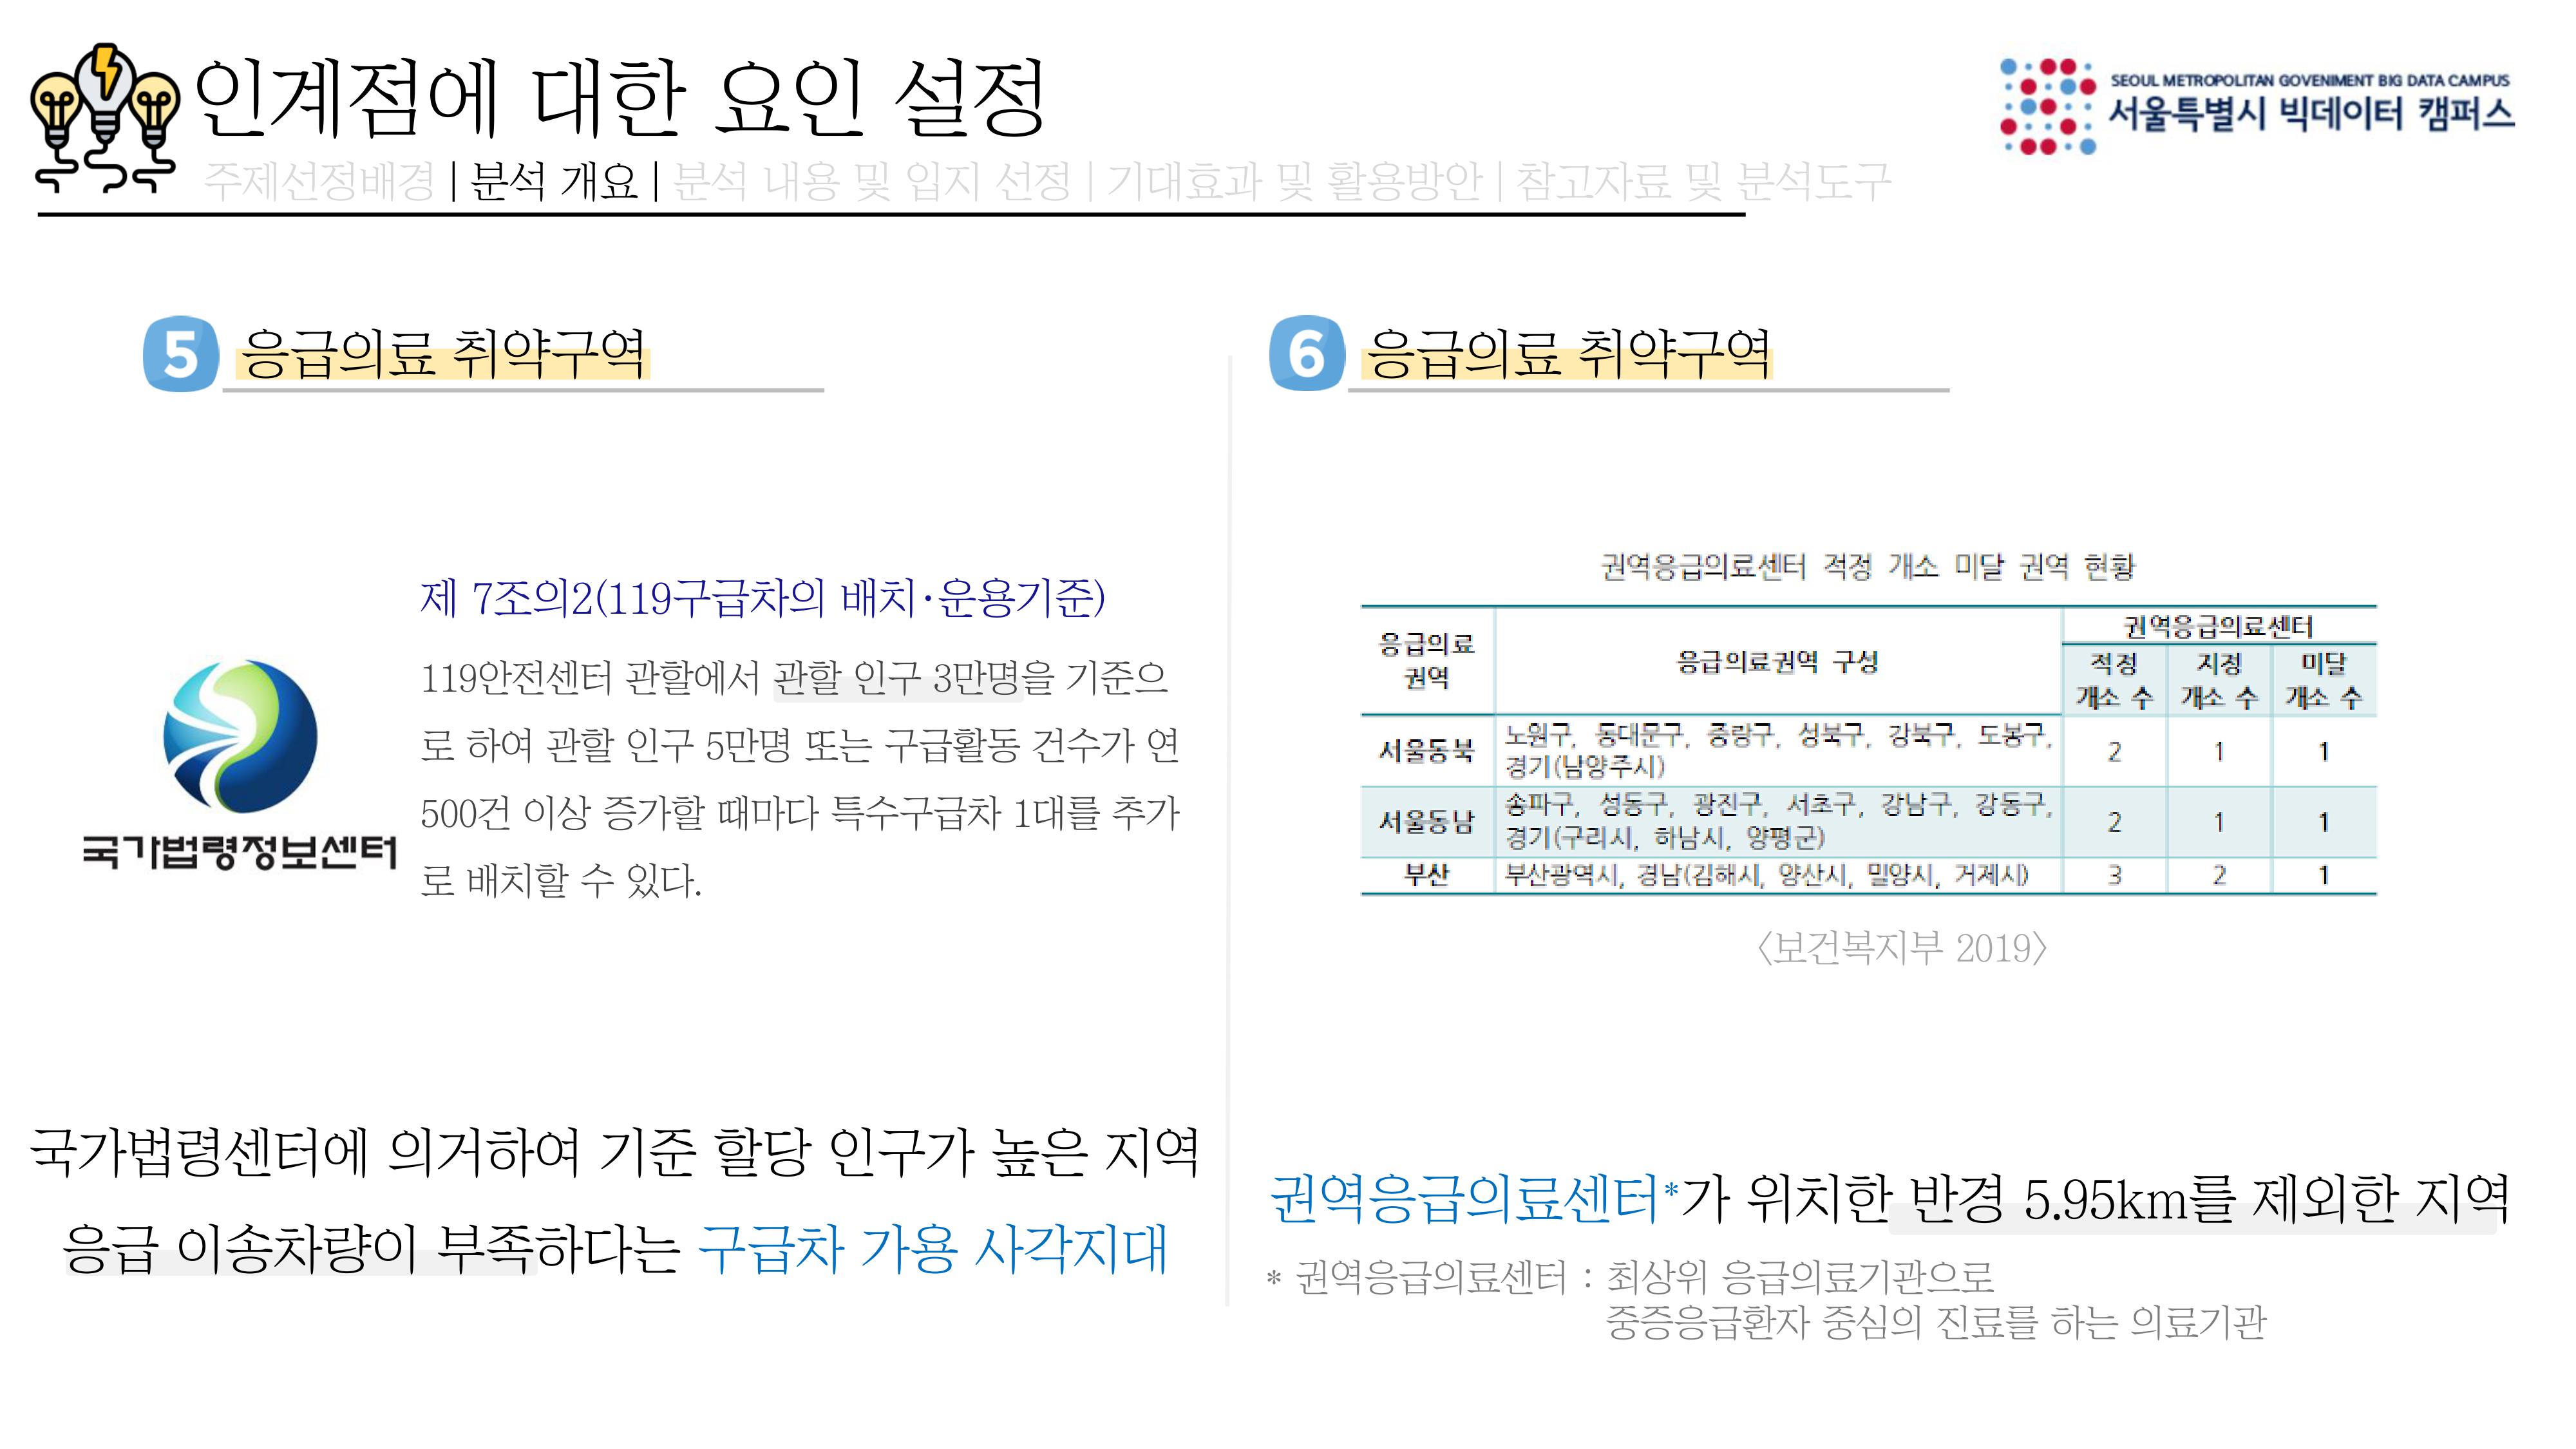 인계점에 대한 요인 설정
SEOUL METROPOLITAN GOVENIMENT BIG DATA CAMPUS
서울특별시 빅데이터 캠퍼스
주제선정배경 | 분석 개요 | 분석 내용 및 입지 선정 | 기대효과 및 활용방안 | 참고자료 및 분석도구
5 응급의료 취약구역
제 7조의2(119구급차의 배치·운용기준)
119안전센터 관할에서 관할 인구 3만명을 기준으
로 하여 관할 인구 5만명 또는 구급활동 건수가 연
500건 이상 증가할 때마다 특수구급차 1대를 추가
로 배치할 수 있다.
국가법령정보센터
국가법령센터에 의거하여 기준 할당 인구가 높은 지역
응급 이송차량이 부족하다는 구급차 가용 사각지대
6 응급의료 취약구역
권역응급의료센터 적정 개소 미달 권역 현황
응급의료 권역 응급의료권역 구성 권역응급의료센터
적정 개소 수 지정 개소 수 미달 개소 수
서울동북 노원구, 동대문구, 중랑구, 성북구, 강북구, 도봉구, 2 1 1
경기(남양주시)
서울동남 송파구, 성동구, 광진구, 서초구, 강남구, 강동구, 2 1 1
경기(구리시, 하남시, 양평군)
부산 부산광역시, 경남(김해시, 양산시, 밀양시, 거제시) 3 2 1
〈보건복지부 2019〉
권역응급의료센터*가 위치한 반경 5.95km를 제외한 지역
* 권역응급의료센터 : 최상위 응급의료기관으로
중증응급환자 중심의 진료를 하는 의료기관